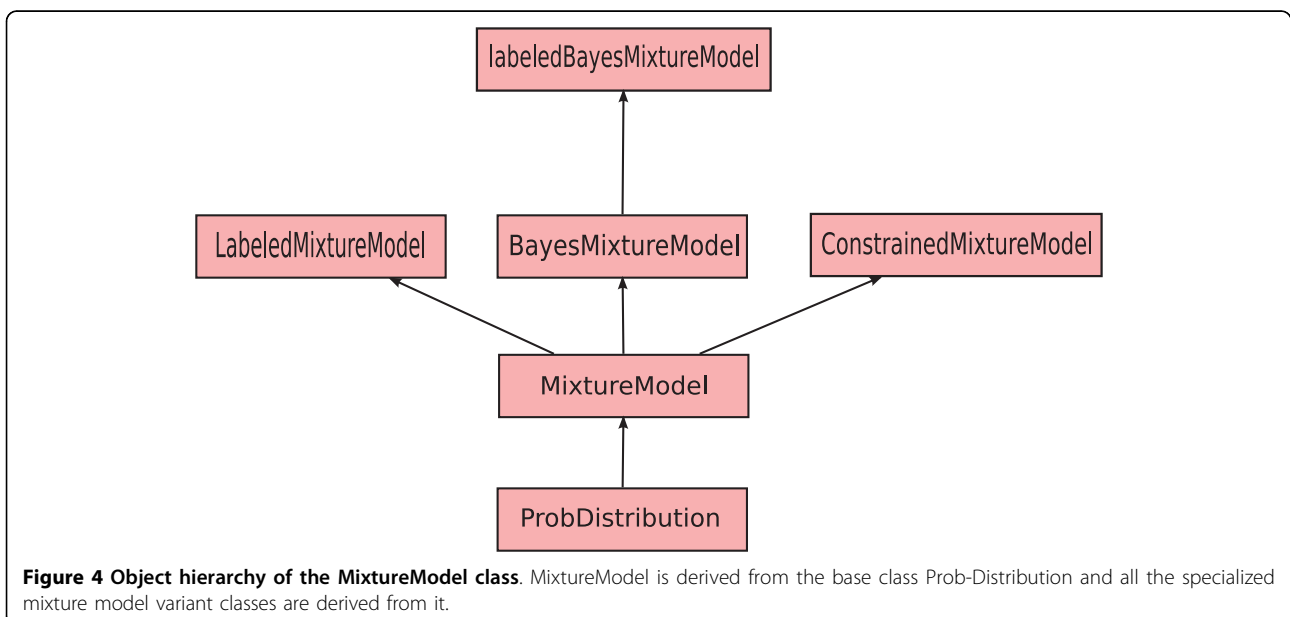 labeledBayesMixtureModel
LabeledMixtureModel
BayesMixtureModel
ConstrainedMixtureModel
MixtureModel
ProbDistribution
Figure 4 Object hierarchy of the MixtureModel class. MixtureModel is derived from the base class Prob-Distribution and all the specialized
mixture model variant classes are derived from it.